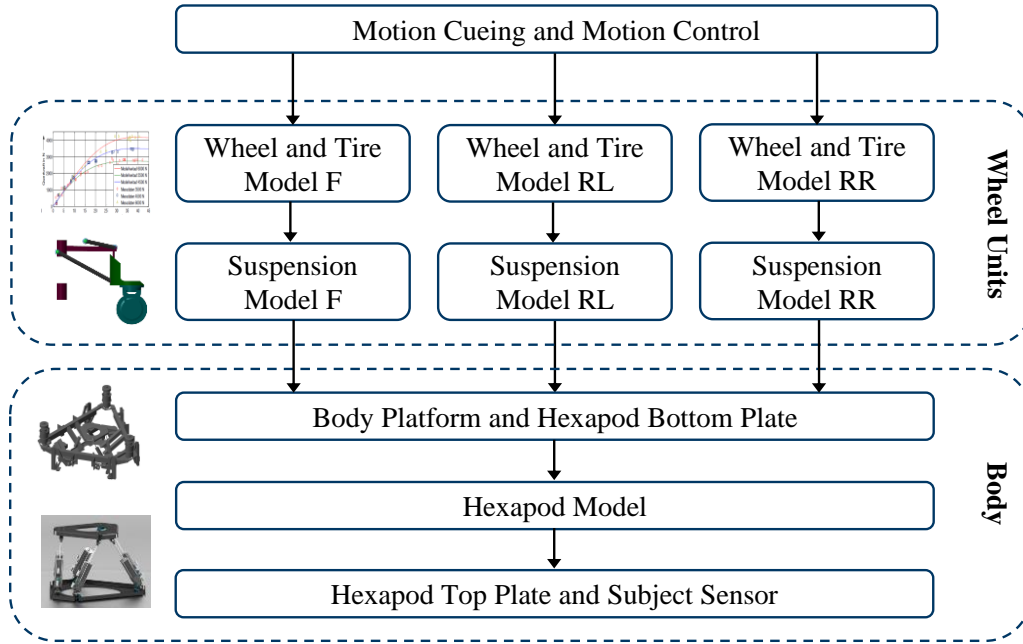 Motion Cueing and Motion Control
Wheel and Tire
Model F
Wheel and Tire
Model RL
Wheel and Tire
Model RR
Suspension
Model F
Suspension
Model RL
Suspension
Model RR
Wheel Units
Body Platform and Hexapod Bottom Plate
Hexapod Model
Hexapod Top Plate and Subject Sensor
Body